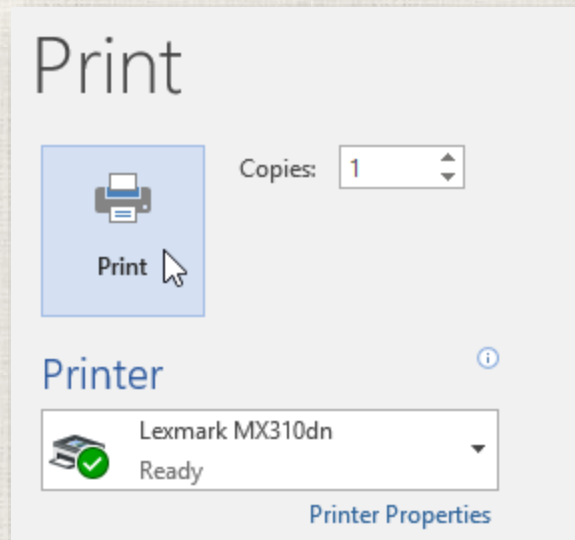 Print
Copies: 1
Print
Printer
Lexmark MX310dn
Ready
Printer Properties